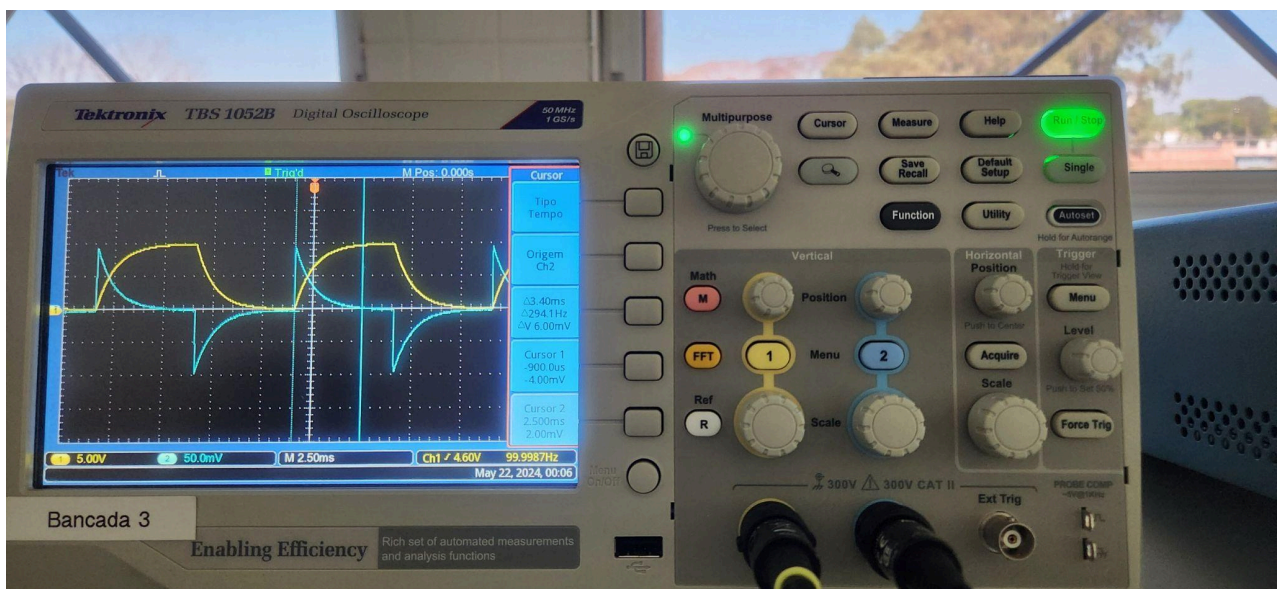 Tektronix TBS 1052B Digital Oscilloscope
50 MHz
1 GS/s
Tek Trig'd M Pos: 0.000s
Cursor
Tipo
Tempo
Origem
Ch2
Δ3.40ms
Δ294.1Hz
ΔV 6.00mV
Cursor 1
-900.0us
-4.00mV
Cursor 2
2.500ms
2.00mV
1 5.00V 2 50.0mV M 2.50ms Ch1 / 4.60V 99.9987Hz
May 22, 2024, 00:06
Menu
On/Off
Bancada 3
Enabling Efficiency
Rich set of automated measurements
and analysis functions
Multipurpose
Press to Select
Cursor
Measure
Help
Run / Stop
Save
Recall
Default
Setup
Single
Function
Utility
Autoset
Hold for Autorange
Vertical
Horizontal
Trigger
Math
M
Position
Position
Push to Center
Hold for
Trigger View
Menu
FFT
1
Menu
2
Acquire
Level
Push to Set 50%
Ref
R
Scale
Scale
Force Trig
300V
300V CAT II
Ext Trig
PROBE COMP